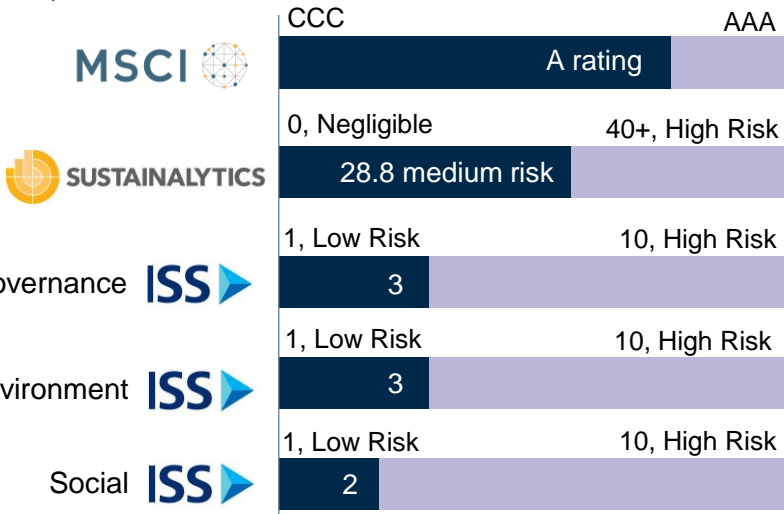 CCC AAA
MSCI A rating
0, Negligible 40+, High Risk
SUSTAINALYTICS 28.8 medium risk
1, Low Risk 10, High Risk
overnance ISS 3
1, Low Risk 10, High Risk
vironment ISS 3
1, Low Risk 10, High Risk
Social ISS 2